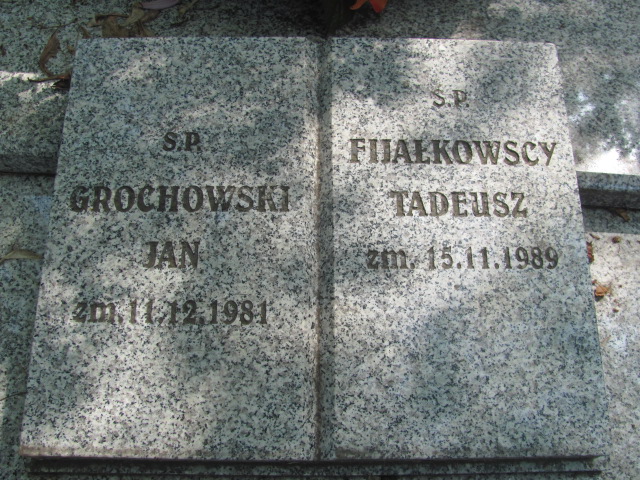 Ś.P.
GROCHOWSKI
JAN
zm. 11.12.1981
Ś.P.
FIJAŁKOWSCY
TADEUSZ
zm. 15.11.1989